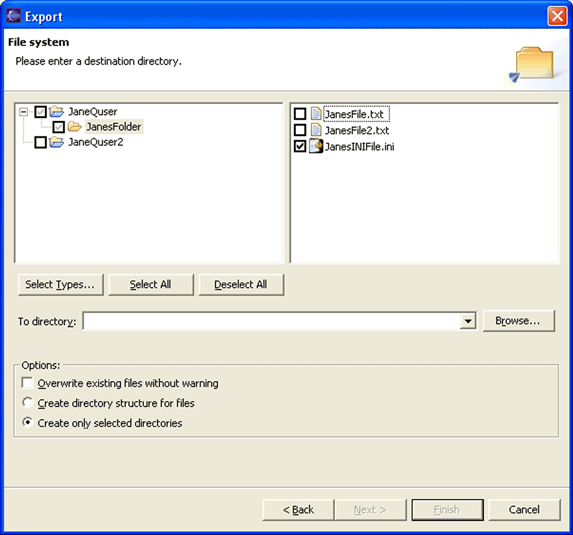 Export
File system
Please enter a destination directory.
JaneQuser
JanesFolder
JaneQuser2
JanesFile.txt
JanesFile2.txt
JanesINIFile.ini
Select Types... Select All Deselect All
To directory: Browse...
Options:
Overwrite existing files without warning
Create directory structure for files
Create only selected directories
< Back Next > Finish Cancel